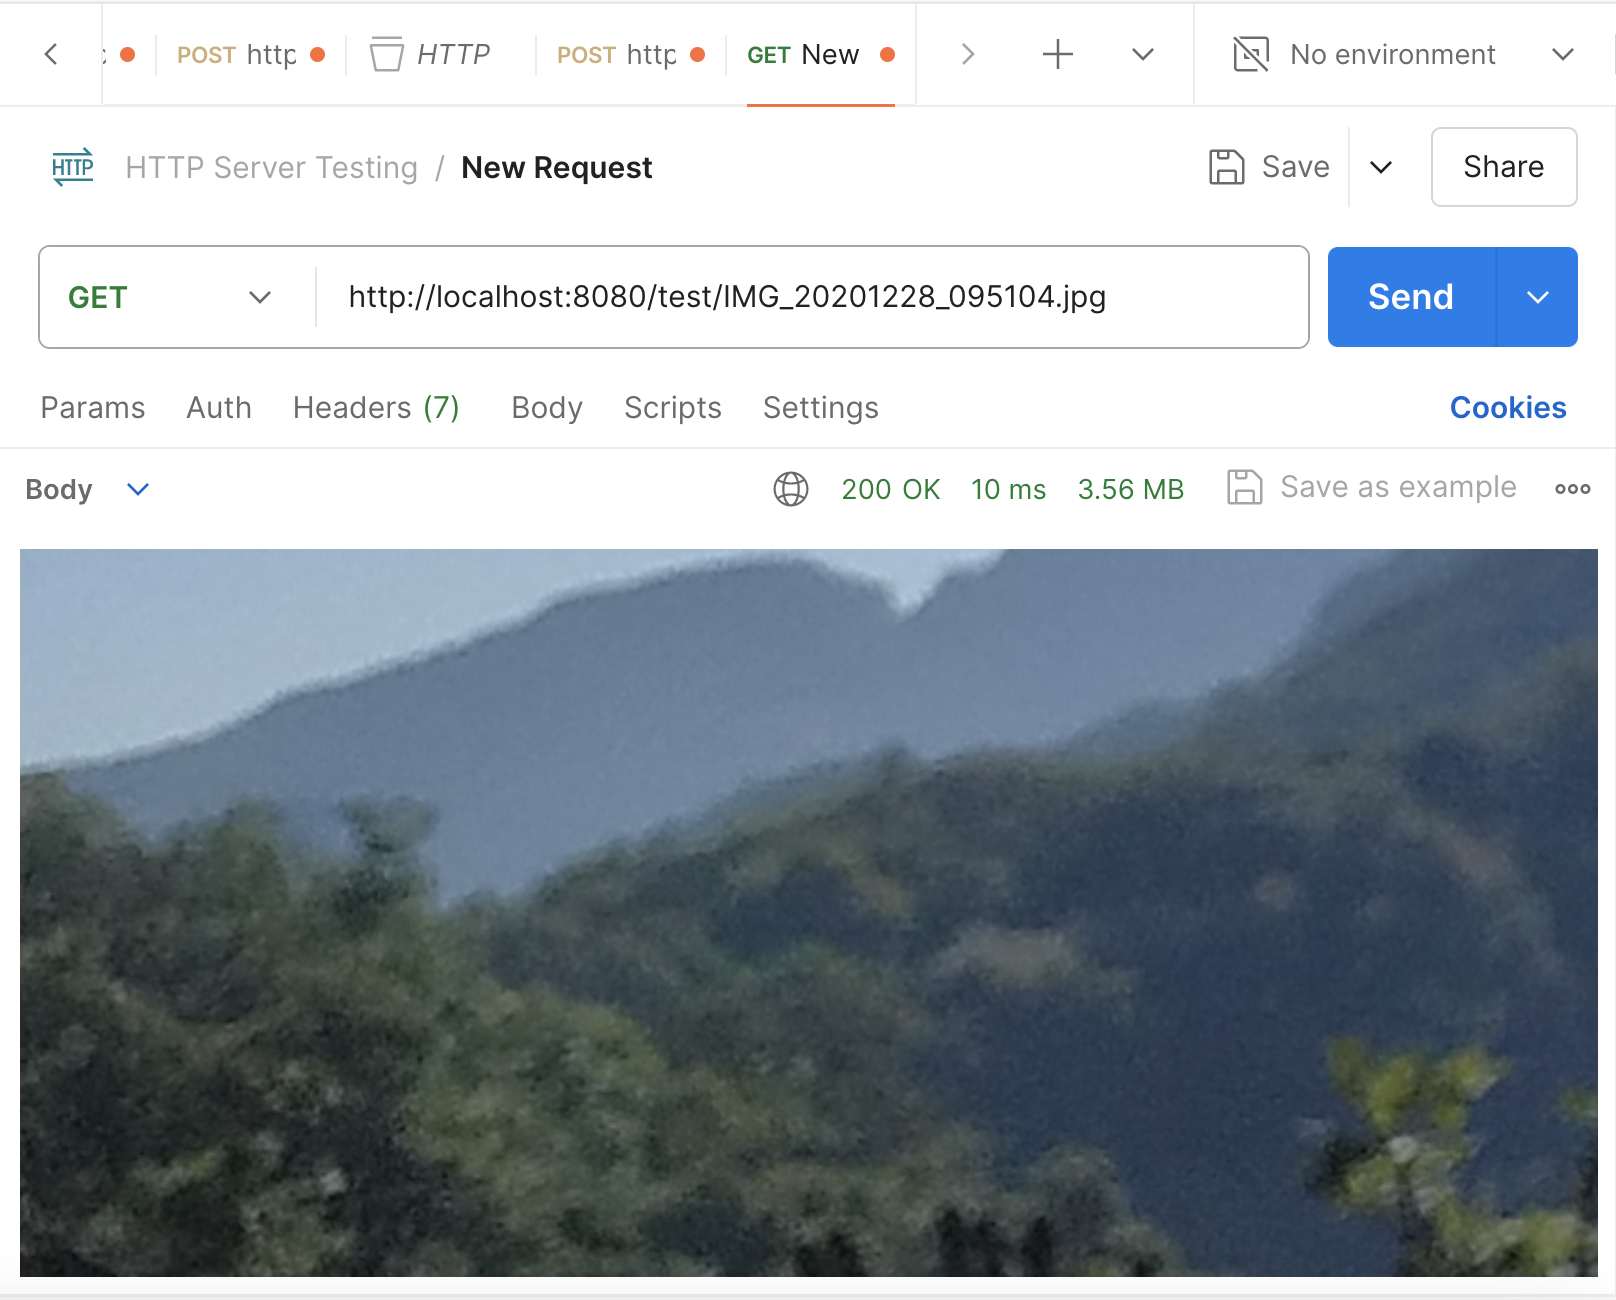 POST http HTTP POST http GET New No environment
HTTP HTTP Server Testing / New Request Save Share
GET http://localhost:8080/test/IMG_20201228_095104.jpg Send
Params Auth Headers (7) Body Scripts Settings Cookies
Body 200 OK 10 ms 3.56 MB Save as example